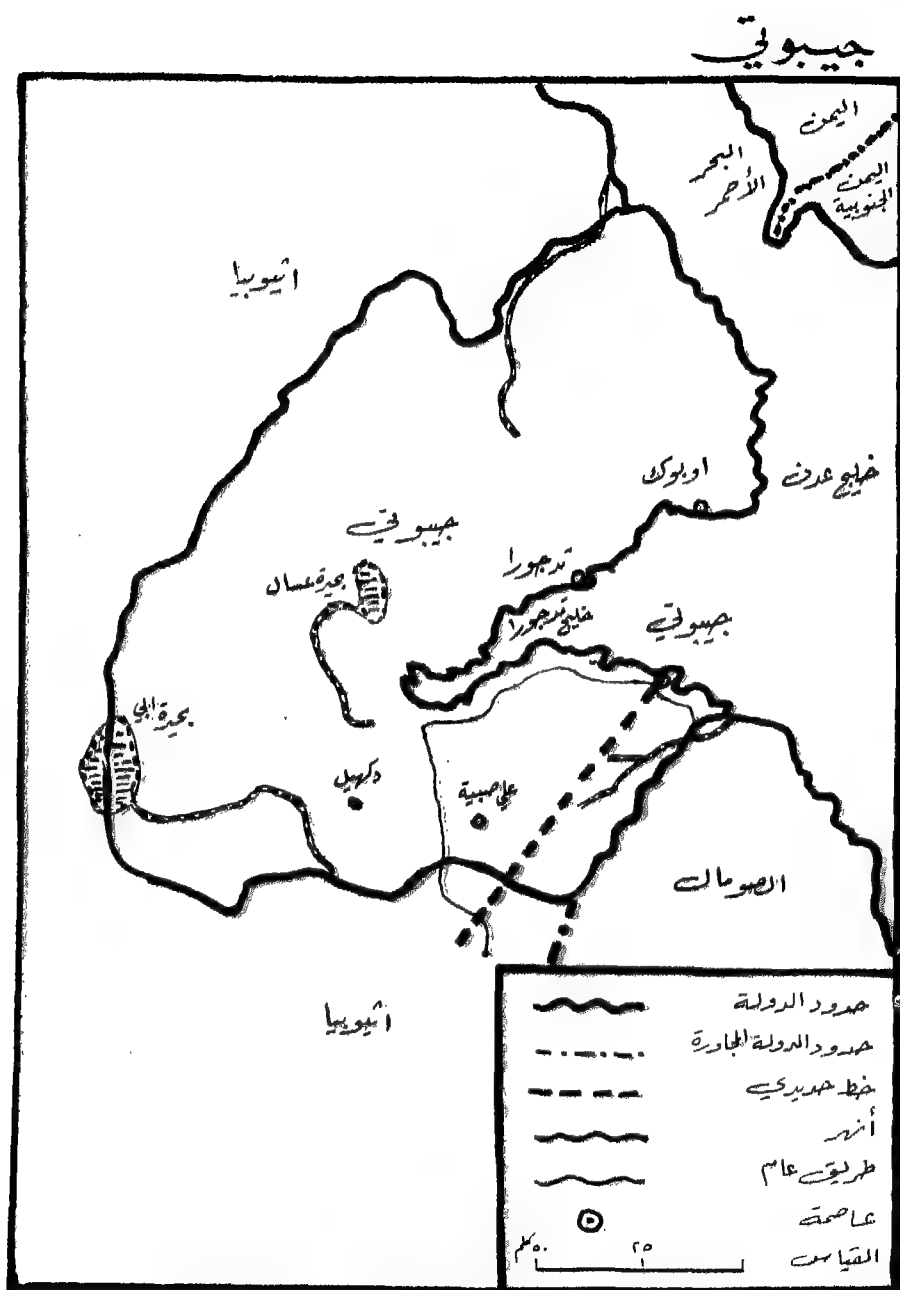 جيبوتي
اليمن
البحر
الأحمر
اليمن
الجنوبية
اثيوبيا
اوبوك
خليج عدن
جيبوتي
تدجورا
بحيرة عسال
خليج تدجورا
جيبوتي
بحيرة ابي
دكهيل
علي صبية
الصومال
اثيوبيا
حدود الدولة
حدود الدولة المجاورة
خط حديدي
أنهر
طريق عام
عاصمة
القياس
٢٥
٥٠ كلم